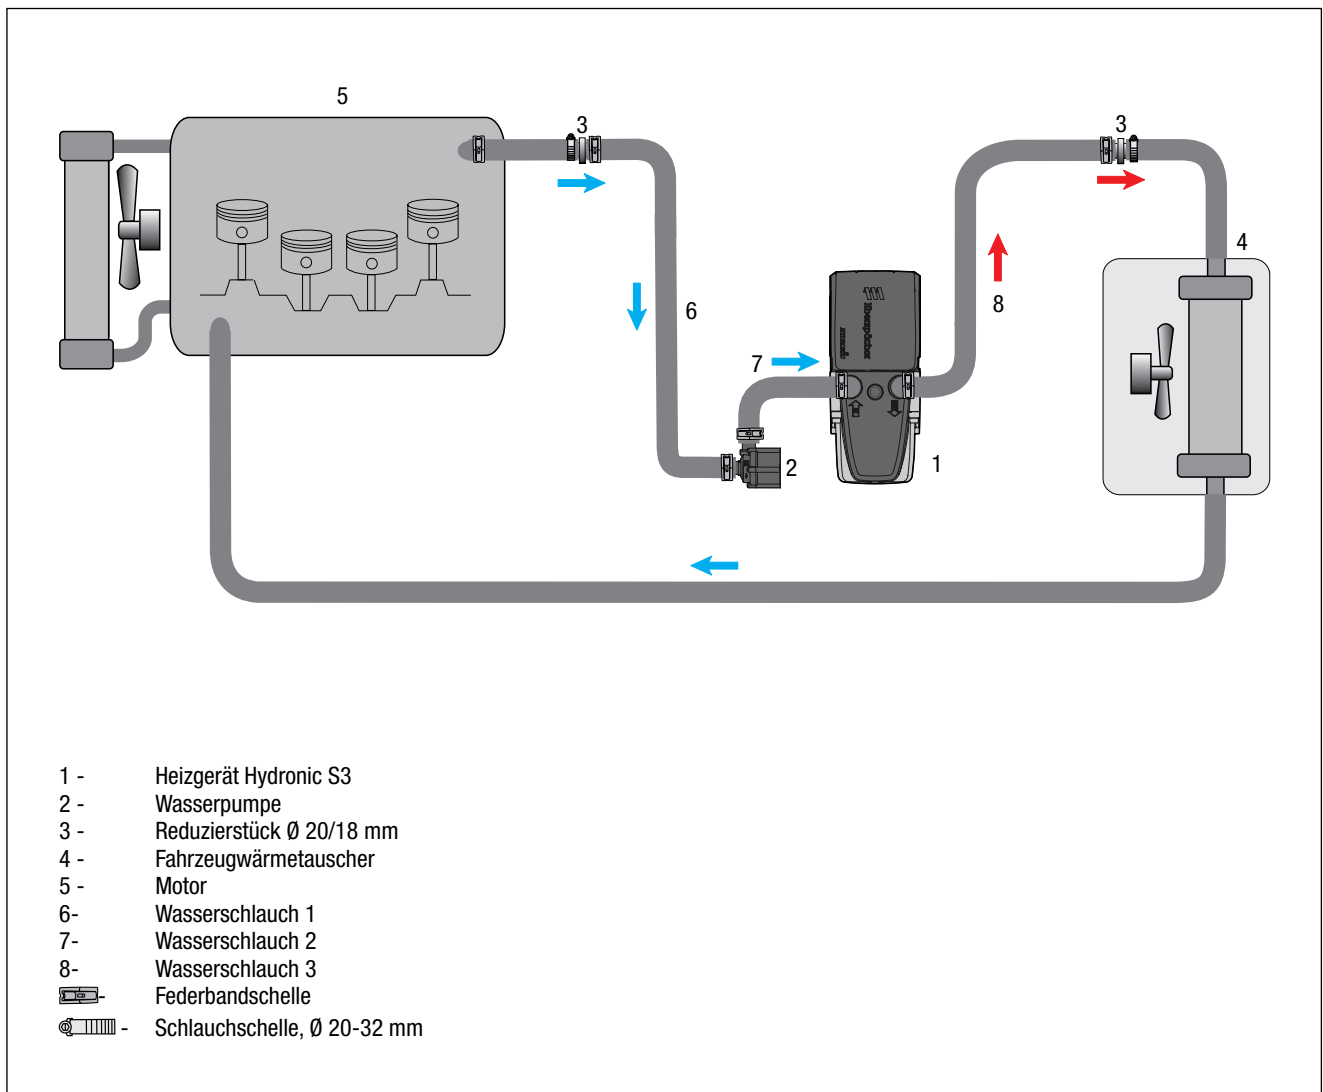 5
3
3
4
6
8
7
Eberspächer
2
1
1 - Heizgerät Hydronic S3
2 - Wasserpumpe
3 - Reduzierstück Ø 20/18 mm
4 - Fahrzeugwärmetauscher
5 - Motor
6- Wasserschlauch 1
7- Wasserschlauch 2
8- Wasserschlauch 3
- Federbandschelle
- Schlauchschelle, Ø 20-32 mm